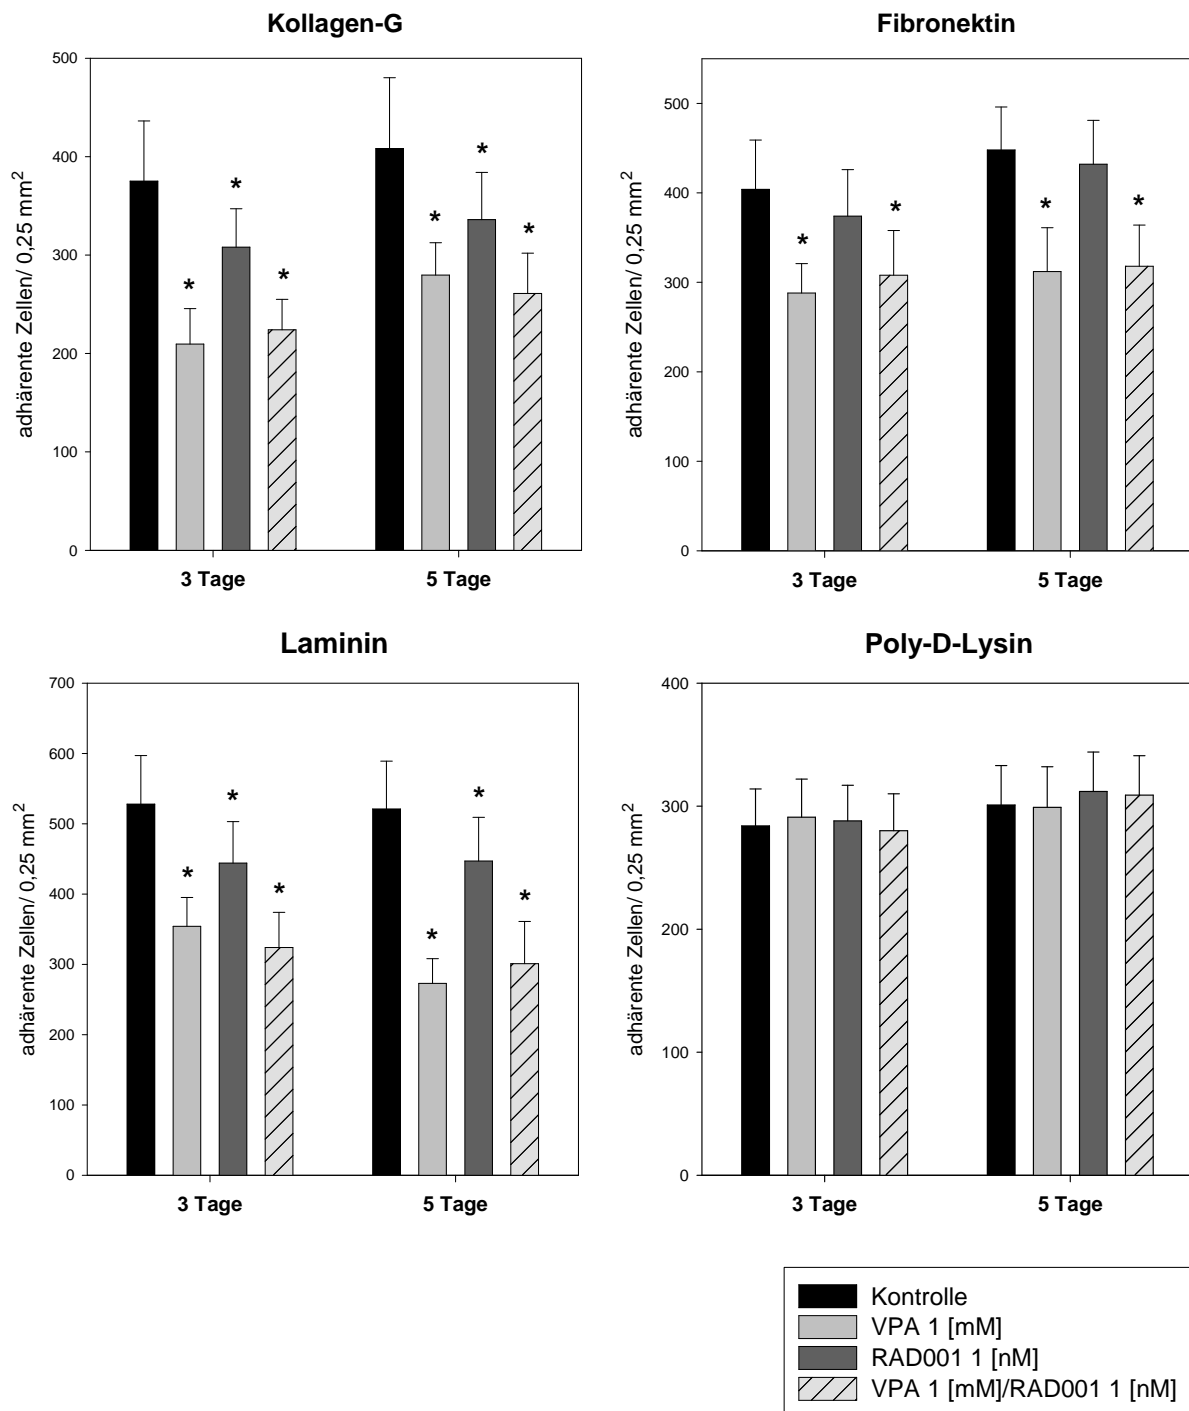 Kollagen-G
500
400
300
200
100
0
adhärente Zellen/ 0,25 mm²
*
*
*
*
*
*
3 Tage
5 Tage
Fibronektin
500
400
300
200
100
0
adhärente Zellen/ 0,25 mm²
*
*
*
*
3 Tage
5 Tage
Laminin
700
600
500
400
300
200
100
0
adhärente Zellen/ 0,25 mm²
*
*
*
*
*
*
3 Tage
5 Tage
Poly-D-Lysin
400
300
200
100
0
adhärente Zellen/ 0,25 mm²
3 Tage
5 Tage
Kontrolle
VPA 1 [mM]
RAD001 1 [nM]
VPA 1 [mM]/RAD001 1 [nM]